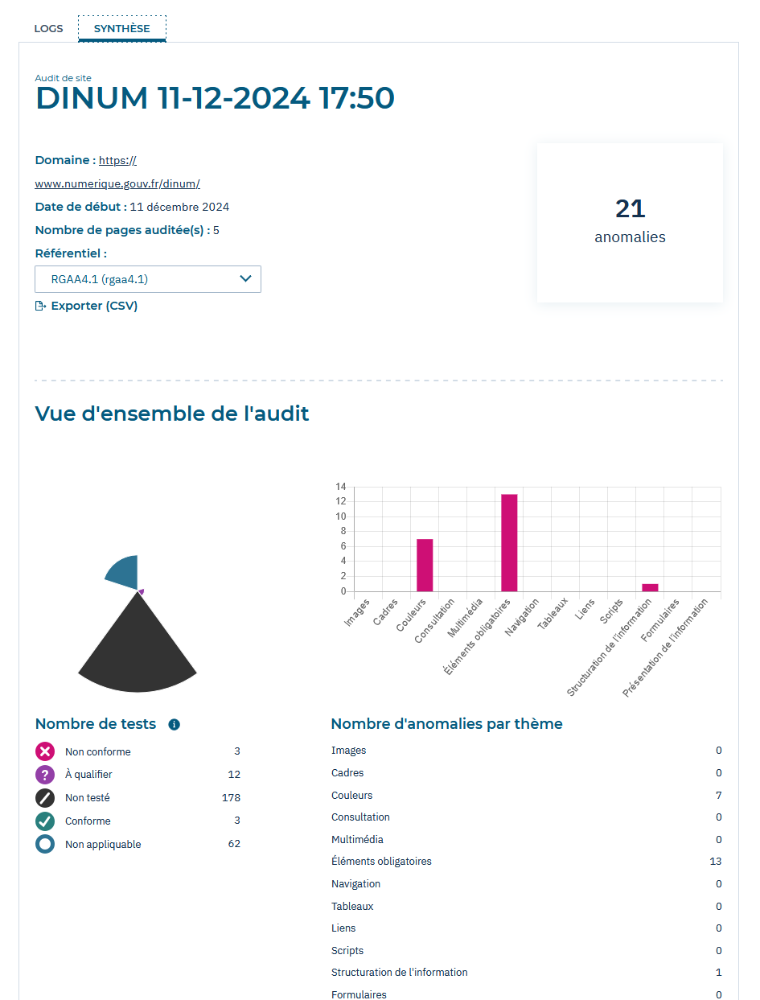 LOGS
SYNTHÈSE
Audit de site
DINUM 11-12-2024 17:50
Domaine : https://
www.numerique.gouv.fr/dinum/
Date de début : 11 décembre 2024
Nombre de pages auditée(s) : 5
Référentiel :
RGAA4.1 (rgaa4.1)
Exporter (CSV)
21
anomalies
Vue d'ensemble de l'audit
14
12
10
8
6
4
2
0
Images
Cadres
Couleurs
Consultation
Multimédia
Éléments obligatoires
Navigation
Tableaux
Liens
Scripts
Structuration de l'information
Formulaires
Présentation de l'information
Nombre de tests
Non conforme 3
À qualifier 12
Non testé 178
Conforme 3
Non appliquable 62
Nombre d'anomalies par thème
Images 0
Cadres 0
Couleurs 7
Consultation 0
Multimédia 0
Éléments obligatoires 13
Navigation 0
Tableaux 0
Liens 0
Scripts 0
Structuration de l'information 1
Formulaires 0